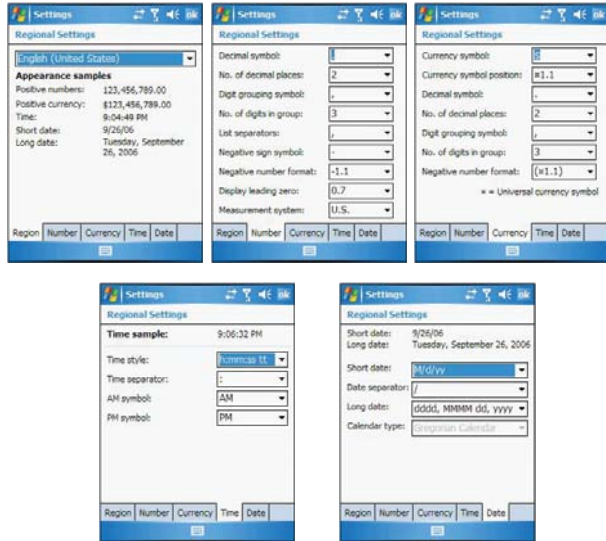 Settings
ok
Regional Settings
English (United States)
Appearance samples
Positive numbers: 123,456,789.00
Positive currency: $123,456,789.00
Time: 9:04:49 PM
Short date: 9/26/06
Long date: Tuesday, September
26, 2006
Region Number Currency Time Date
Settings
ok
Regional Settings
Decimal symbol: .
No. of decimal places: 2
Digit grouping symbol: ,
No. of digits in group: 3
List separators: ,
Negative sign symbol: -
Negative number format: -1.1
Display leading zero: 0.7
Measurement system: U.S.
Region Number Currency Time Date
Settings
ok
Regional Settings
Currency symbol: $
Currency symbol position: ¤1.1
Decimal symbol: .
No. of decimal places: 2
Digit grouping symbol: ,
No. of digits in group: 3
Negative number format: (¤1.1)
¤ = Universal currency symbol
Region Number Currency Time Date
Settings
ok
Regional Settings
Time sample: 9:06:32 PM
Time style: h:mm:ss tt
Time separator: :
AM symbol: AM
PM symbol: PM
Region Number Currency Time Date
Settings
ok
Regional Settings
Short date: 9/26/06
Long date: Tuesday, September 26, 2006
Short date: M/d/yy
Date separator: /
Long date: dddd, MMMM dd, yyyy
Calendar type: Gregorian Calendar
Region Number Currency Time Date